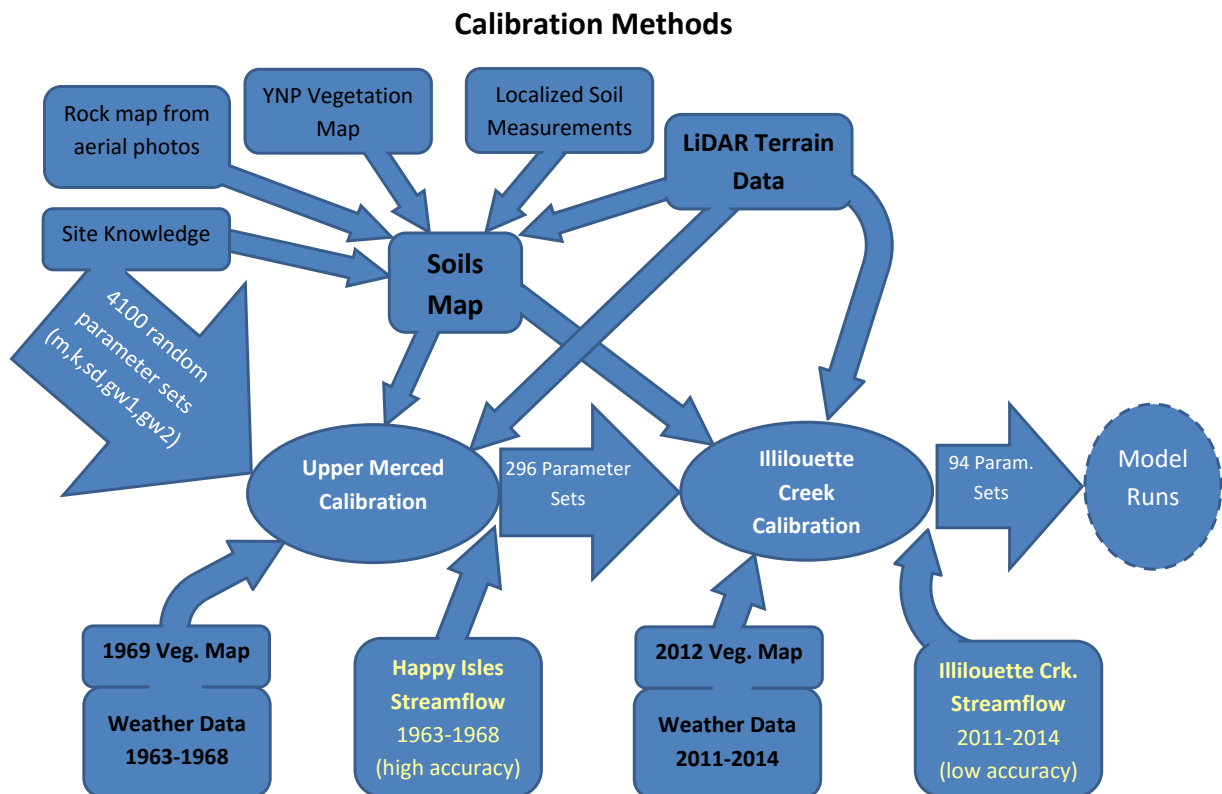 Calibration Methods
Rock map from
aerial photos
YNP Vegetation
Map
Localized Soil
Measurements
LiDAR Terrain
Data
Site Knowledge
Soils
Map
4100 random
parameter sets
(m,k,sd,gw1,gw2)
Upper Merced
Calibration
296 Parameter
Sets
Illilouette
Creek
Calibration
94 Param.
Sets
Model
Runs
1969 Veg. Map
Weather Data
1963-1968
Happy Isles
Streamflow
1963-1968
(high accuracy)
2012 Veg. Map
Weather Data
2011-2014
Illilouette Crk.
Streamflow
2011-2014
(low accuracy)